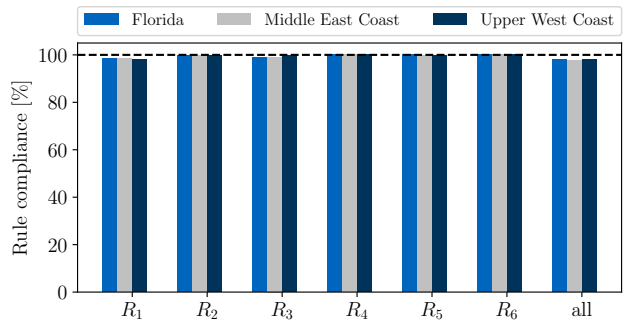 Florida Middle East Coast Upper West Coast
Rule compliance [%]
100
80
60
40
20
0
R1 R2 R3 R4 R5 R6 all